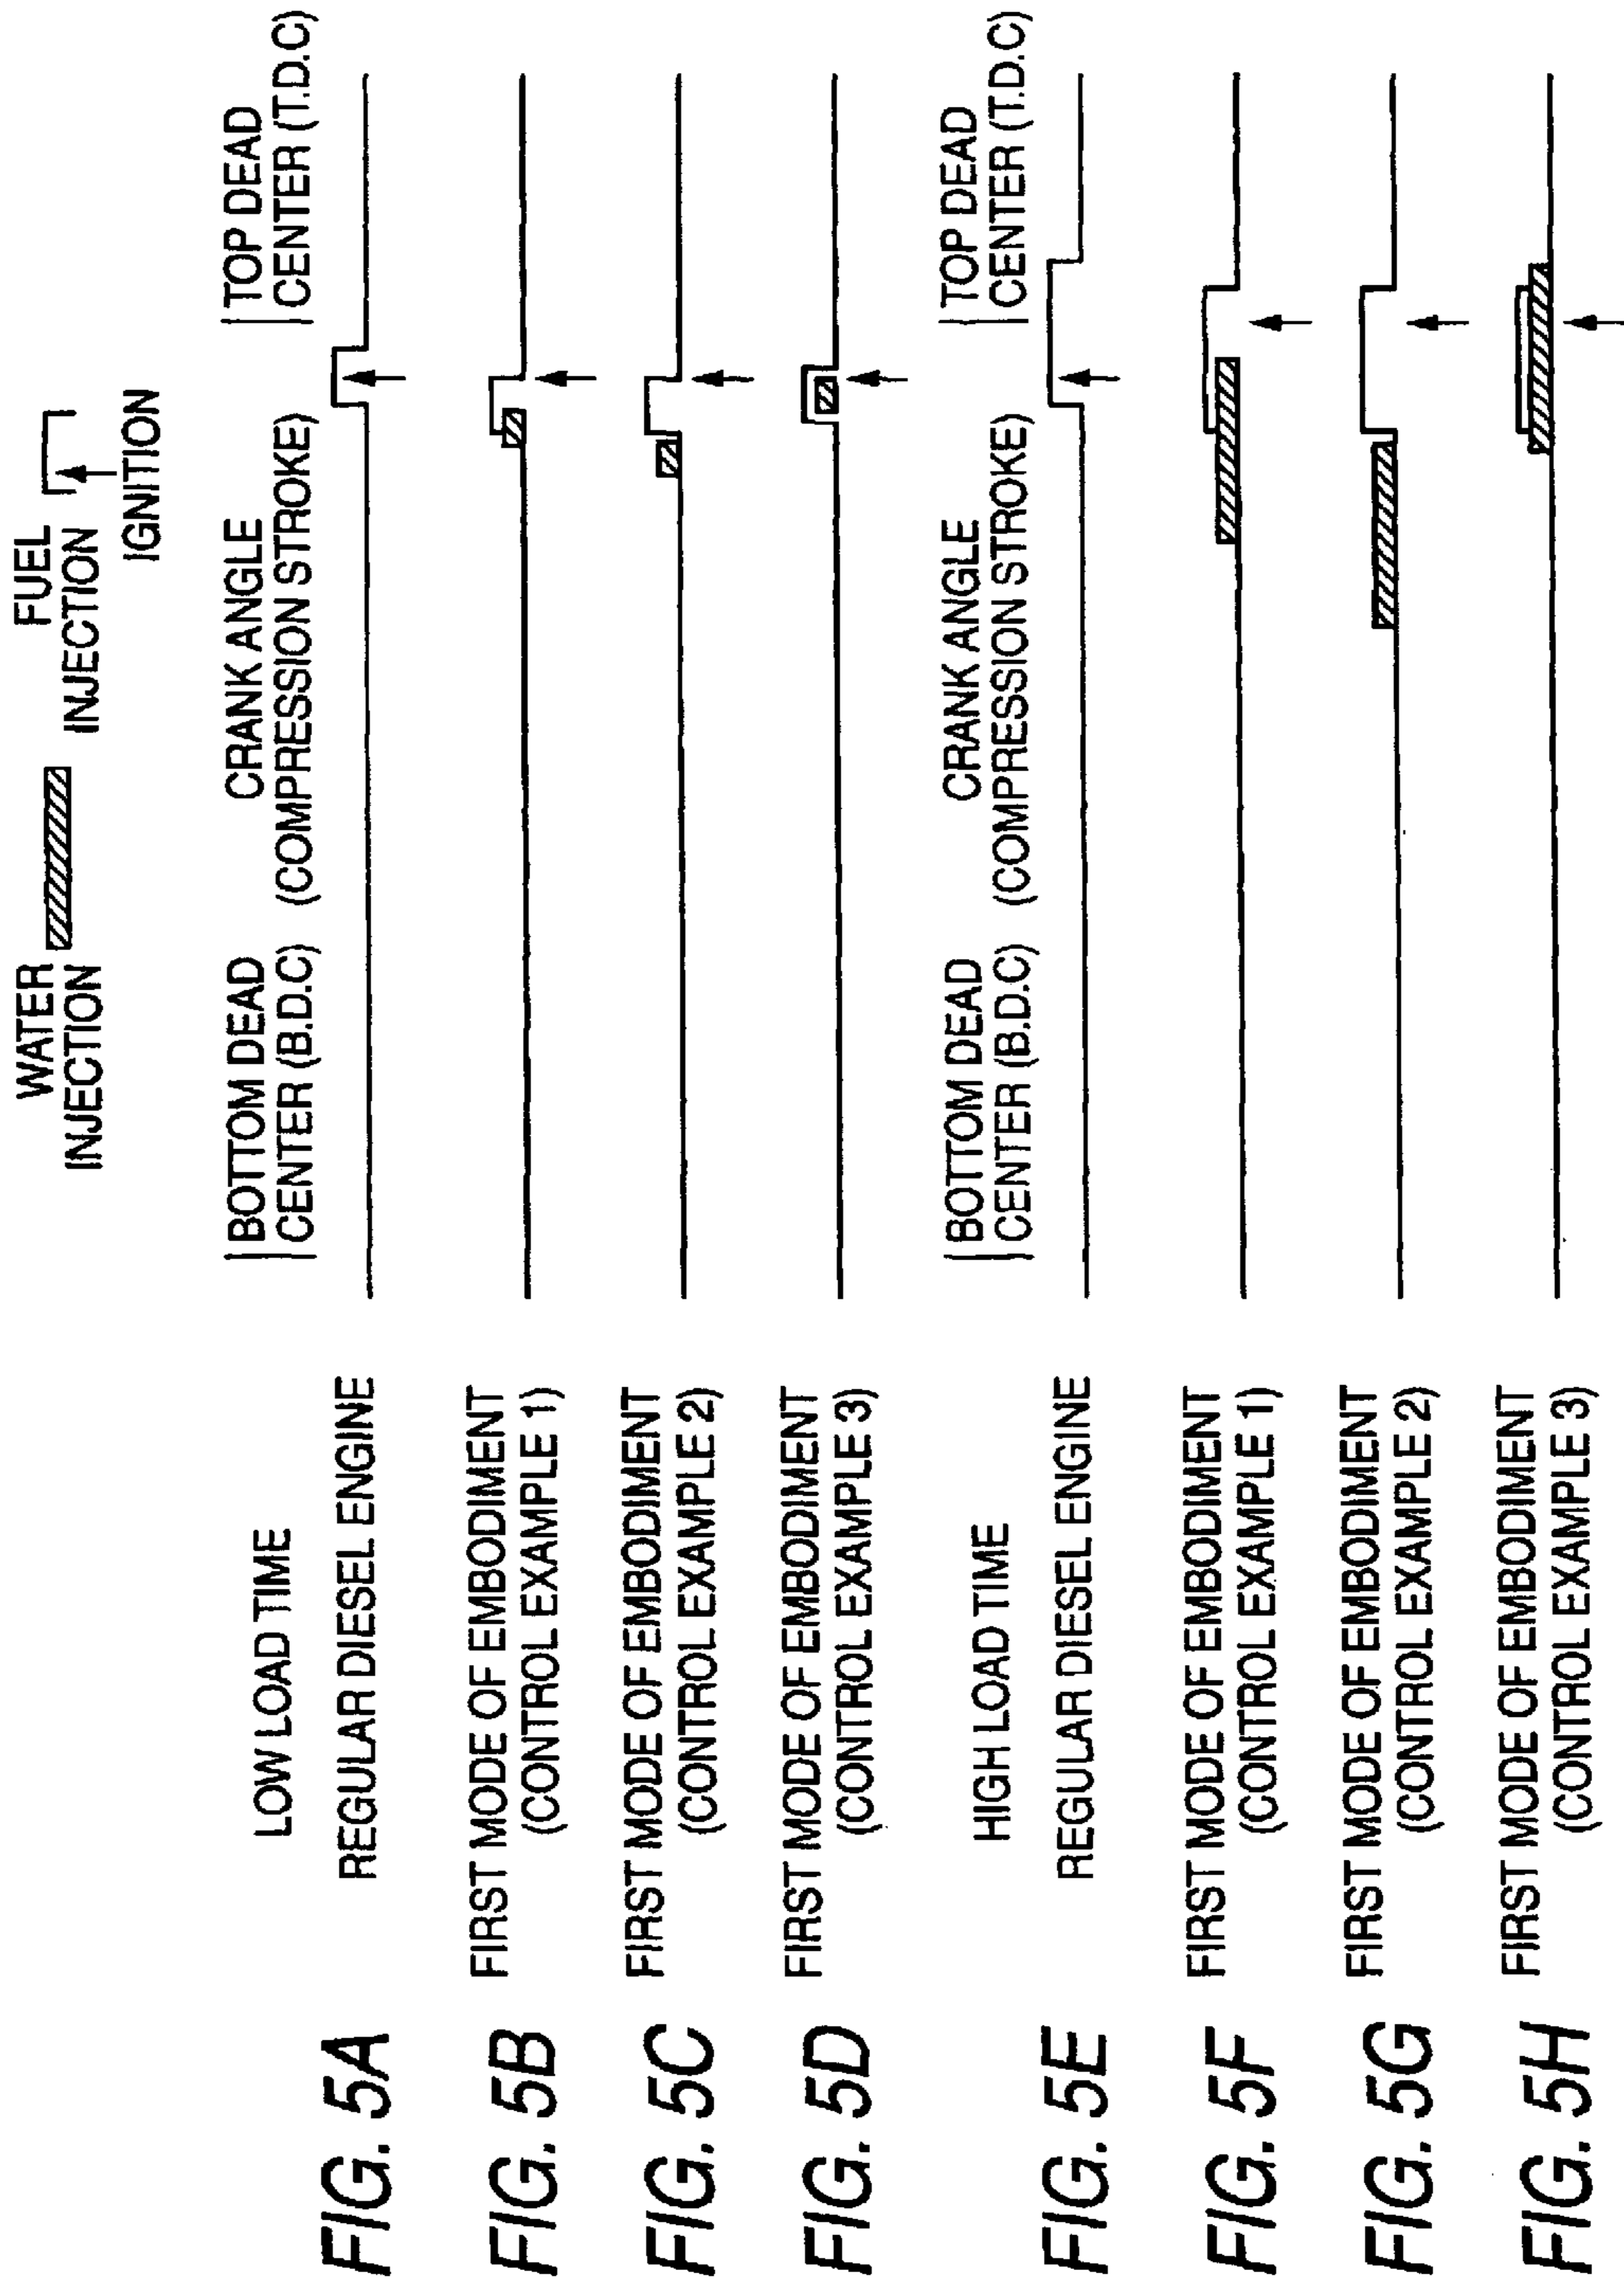 WATER
INJECTION
FUEL
INJECTION
IGNITION
LOW LOAD TIME
BOTTOM DEAD
CENTER (B.D.C)
CRANK ANGLE
(COMPRESSION STROKE)
TOP DEAD
CENTER (T.D.C)
FIG. 5A
REGULAR DIESEL ENGINE
FIG. 5B
FIRST MODE OF EMBODIMENT
(CONTROL EXAMPLE 1)
FIG. 5C
FIRST MODE OF EMBODIMENT
(CONTROL EXAMPLE 2)
FIG. 5D
FIRST MODE OF EMBODIMENT
(CONTROL EXAMPLE 3)
HIGH LOAD TIME
BOTTOM DEAD
CENTER (B.D.C)
CRANK ANGLE
(COMPRESSION STROKE)
TOP DEAD
CENTER (T.D.C)
FIG. 5E
REGULAR DIESEL ENGINE
FIG. 5F
FIRST MODE OF EMBODIMENT
(CONTROL EXAMPLE 1)
FIG. 5G
FIRST MODE OF EMBODIMENT
(CONTROL EXAMPLE 2)
FIG. 5H
FIRST MODE OF EMBODIMENT
(CONTROL EXAMPLE 3)